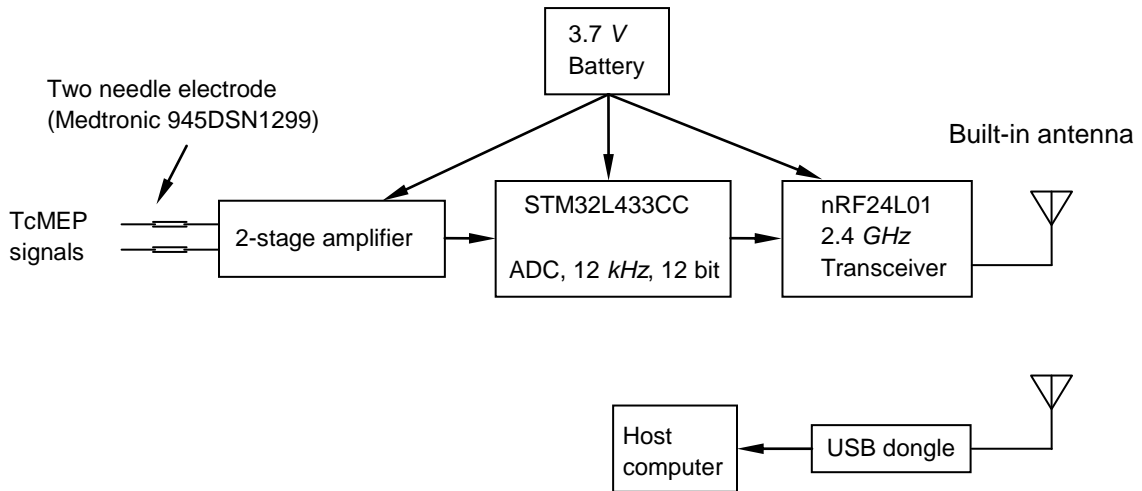 3.7 V
Battery
Two needle electrode
(Medtronic 945DSN1299)
Built-in antenna
TcMEP
signals
2-stage amplifier
STM32L433CC
ADC, 12 kHz, 12 bit
nRF24L01
2.4 GHz
Transceiver
Host
computer
USB dongle